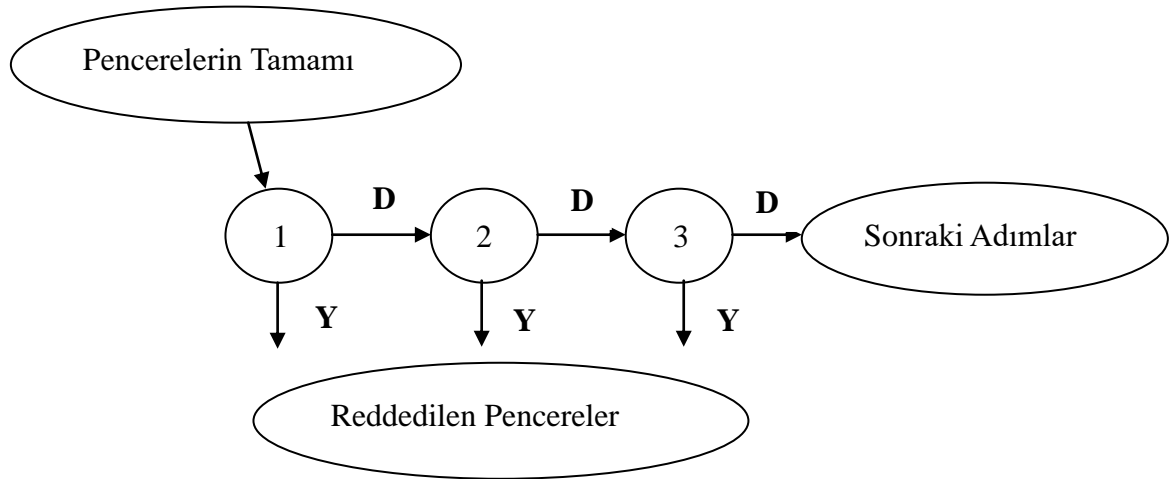 Pencerelerin Tamamı
D
D
D
1
2
3
Sonraki Adımlar
Y
Y
Y
Reddedilen Pencereler